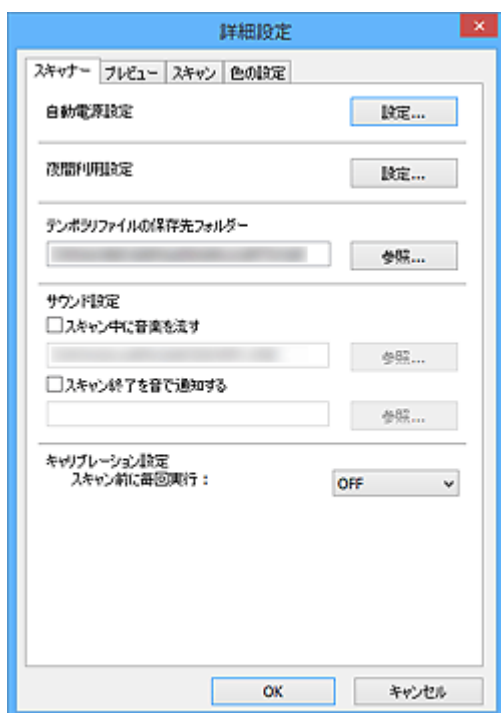 詳細設定
スキャナー プレビュー スキャン 色の設定
自動電源設定 設定...
夜間利用設定 設定...
テンポラリファイルの保存先フォルダー
参照...
サウンド設定
スキャン中に音楽を流す
参照...
スキャン終了を音で通知する
参照...
キャリブレーション設定
スキャン前に毎回実行： OFF
OK キャンセル